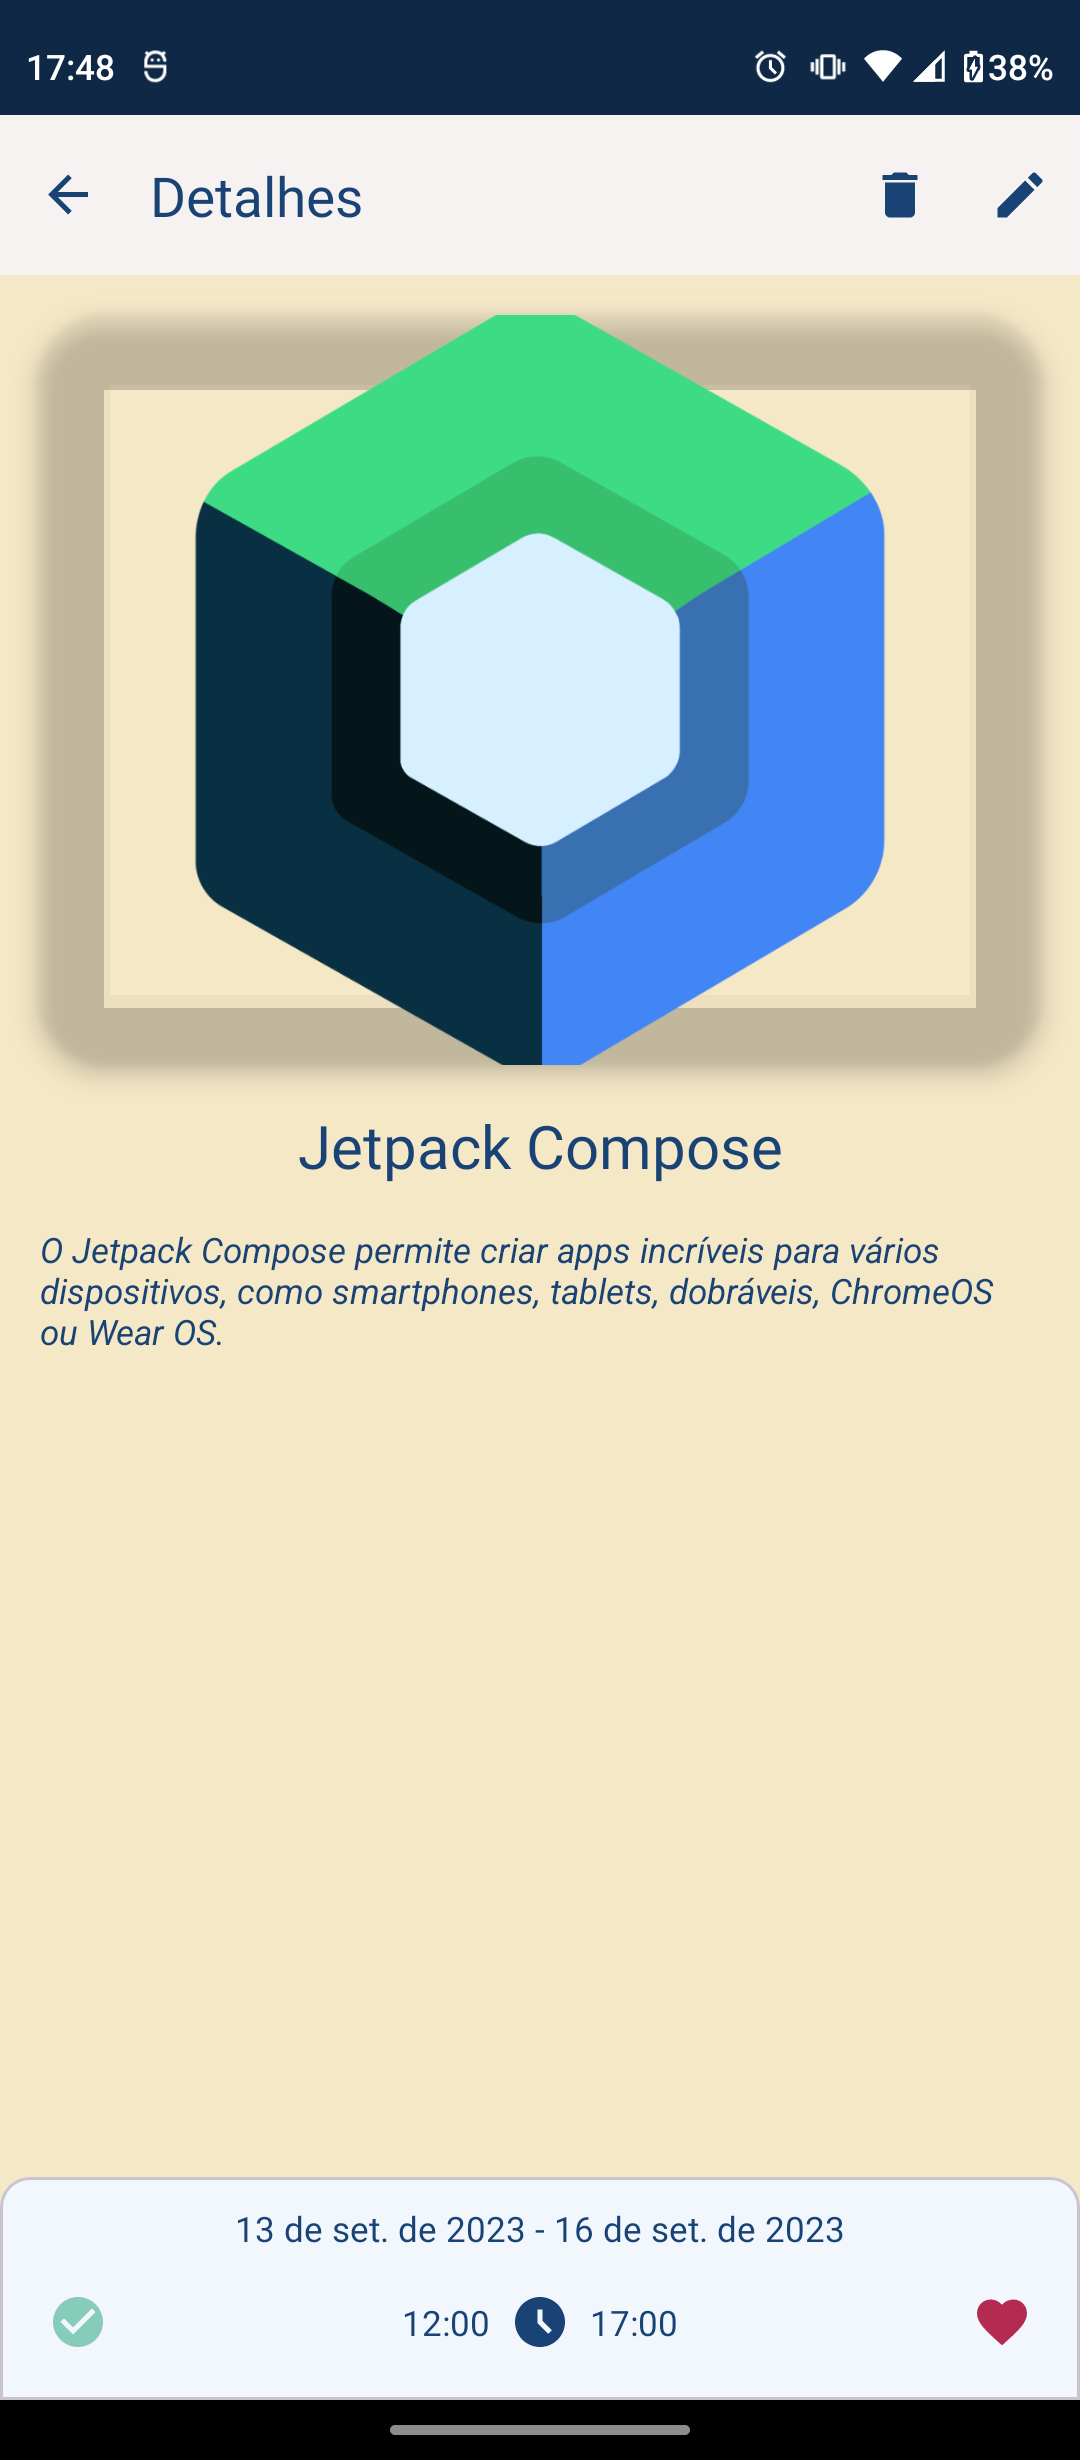 17:48
38%
Detalhes
Jetpack Compose
O Jetpack Compose permite criar apps incríveis para vários
dispositivos, como smartphones, tablets, dobráveis, ChromeOS
ou Wear OS.
13 de set. de 2023 - 16 de set. de 2023
12:00 17:00